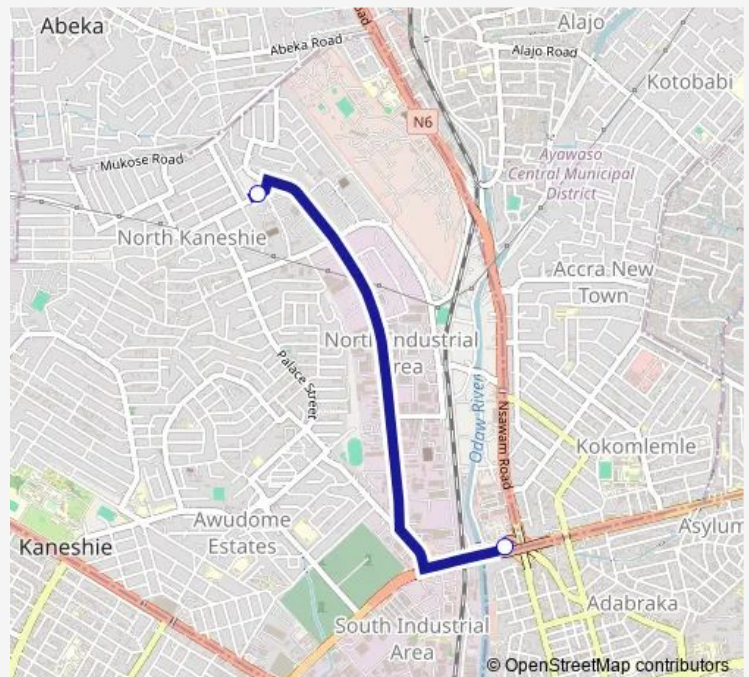 Abeka
Abeka Road
oad
Alajo
Alajo Road
Kotobabi
N6
Mukose Road
Ayawaso
Central Municipal
District
North Kaneshie
Accra New
Town
North Industrial
rea
Palace Street
Odaw River
Nsawam Road
Kokomlemle
Awudome
Estates
Kaneshie
Asylum
Adabraka
South Industrial
Area
© OpenStreetMap contributors